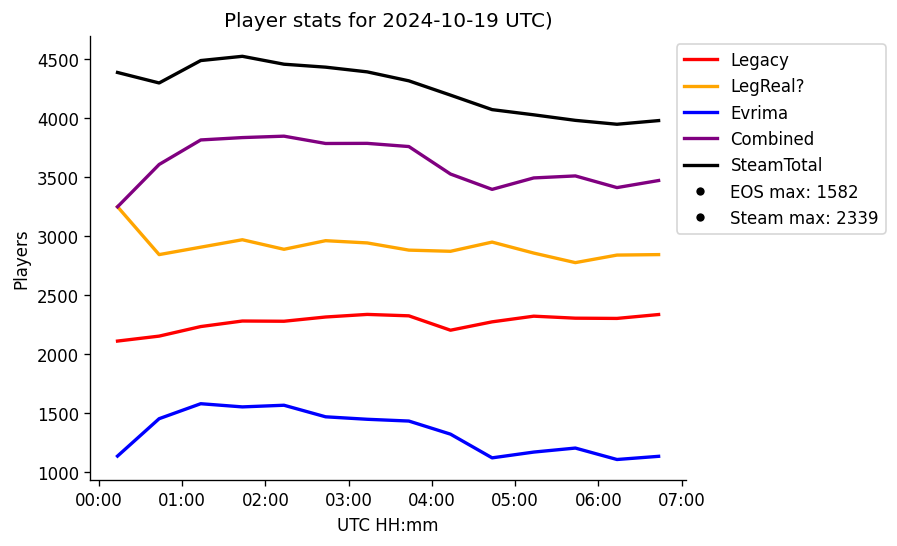 Player stats for 2024-10-19 UTC)
Players
4500
4000
3500
3000
2500
2000
1500
1000
00:00 01:00 02:00 03:00 04:00 05:00 06:00 07:00
UTC HH:mm
Legacy
LegReal?
Evrima
Combined
SteamTotal
EOS max: 1582
Steam max: 2339